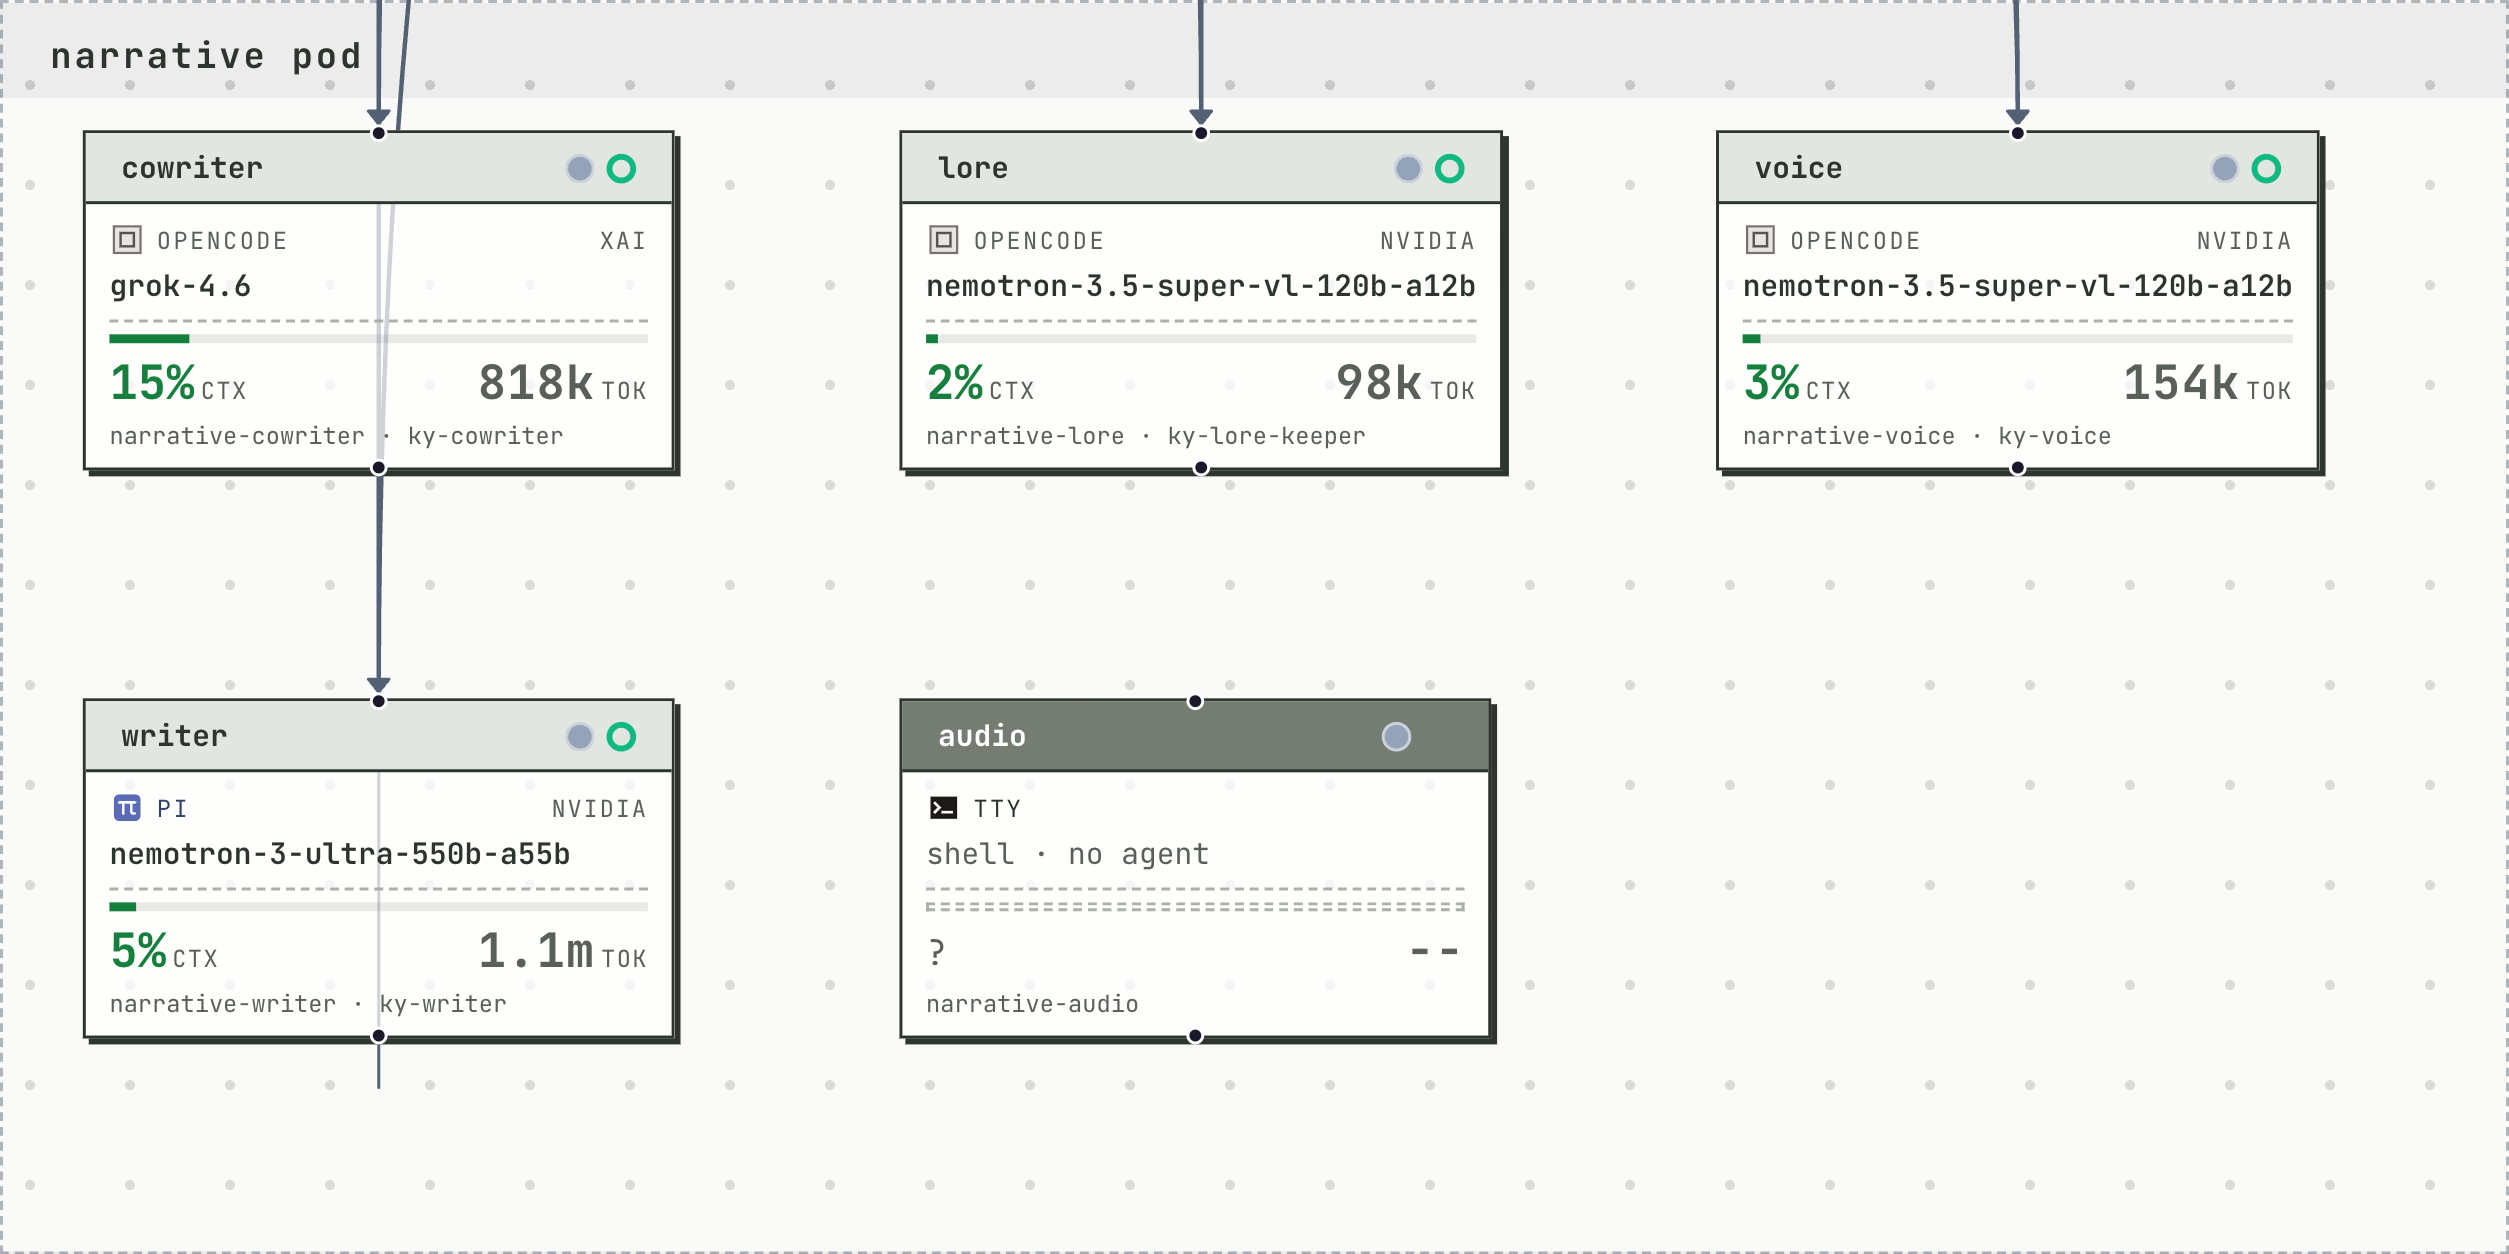 narrative pod
cowriter
OPENCODE XAI
grok-4.6
15% CTX 818k TOK
narrative-cowriter · ky-cowriter
lore
OPENCODE NVIDIA
nemotron-3.5-super-vl-120b-a12b
2% CTX 98k TOK
narrative-lore · ky-lore-keeper
voice
OPENCODE NVIDIA
nemotron-3.5-super-vl-120b-a12b
3% CTX 154k TOK
narrative-voice · ky-voice
writer
PI NVIDIA
nemotron-3-ultra-550b-a55b
5% CTX 1.1m TOK
narrative-writer · ky-writer
audio
TTY
shell · no agent
? --
narrative-audio